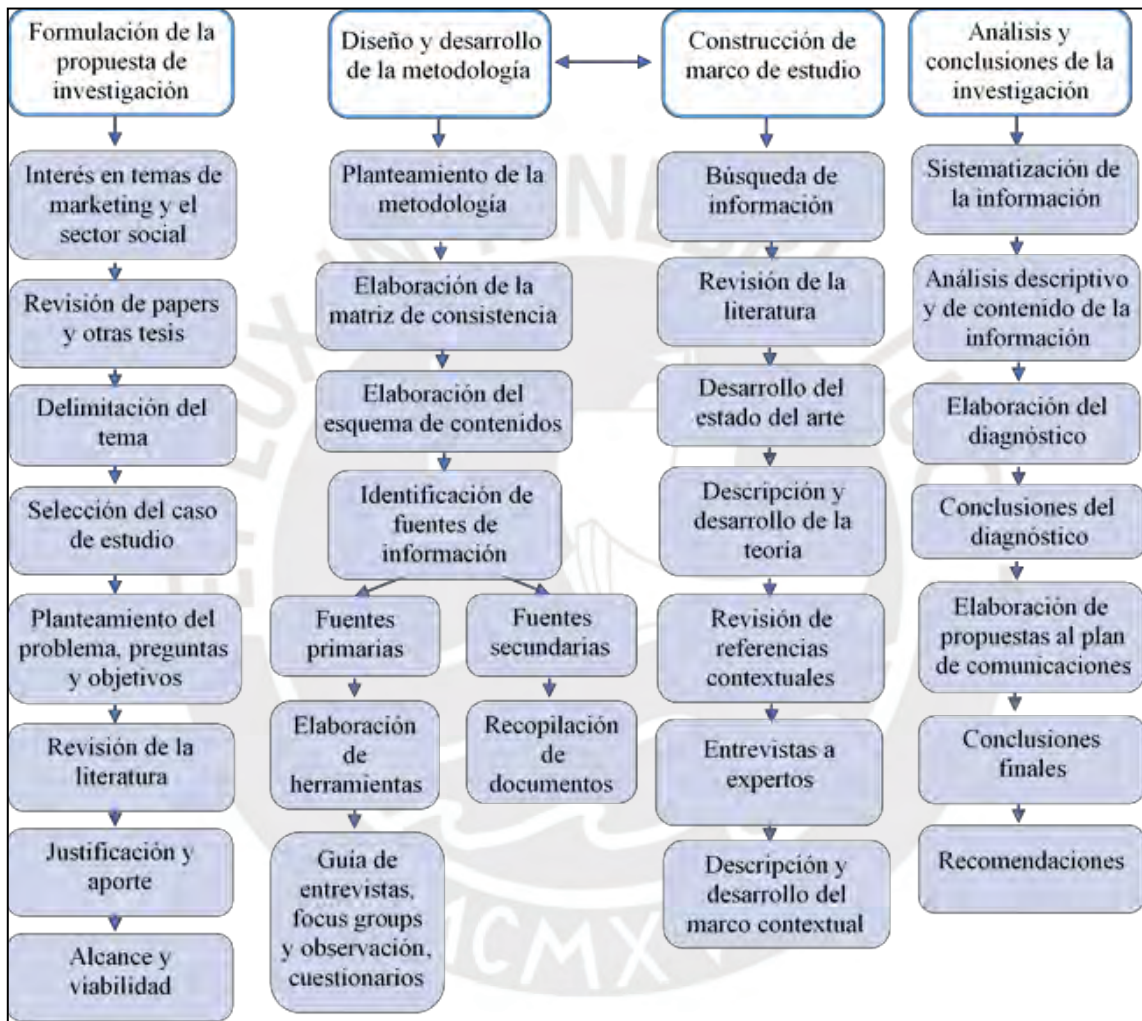 Formulación de la
propuesta de
investigación
Interés en temas de
marketing y el
sector social
Revisión de papers
y otras tesis
Delimitación del
tema
Selección del caso
de estudio
Planteamiento del
problema, preguntas
y objetivos
Revisión de la
literatura
Justificación y
aporte
Alcance y
viabilidad
Diseño y desarrollo
de la metodología
Planteamiento de la
metodología
Elaboración de la
matriz de consistencia
Elaboración del
esquema de contenidos
Identificación de
fuentes de
información
Fuentes
primarias
Elaboración
de
herramientas
Guía de
entrevistas,
focus groups
y observación,
cuestionarios
Fuentes
secundarias
Recopilación
de
documentos
Construcción de
marco de estudio
Búsqueda de
información
Revisión de la
literatura
Desarrollo del
estado del arte
Descripción y
desarrollo de la
teoría
Revisión de
referencias
contextuales
Entrevistas a
expertos
Descripción y
desarrollo del
marco contextual
Análisis y
conclusiones de la
investigación
Sistematización de
la información
Análisis descriptivo
y de contenido de la
información
Elaboración del
diagnóstico
Conclusiones del
diagnóstico
Elaboración de
propuestas al plan
de comunicaciones
Conclusiones
finales
Recomendaciones